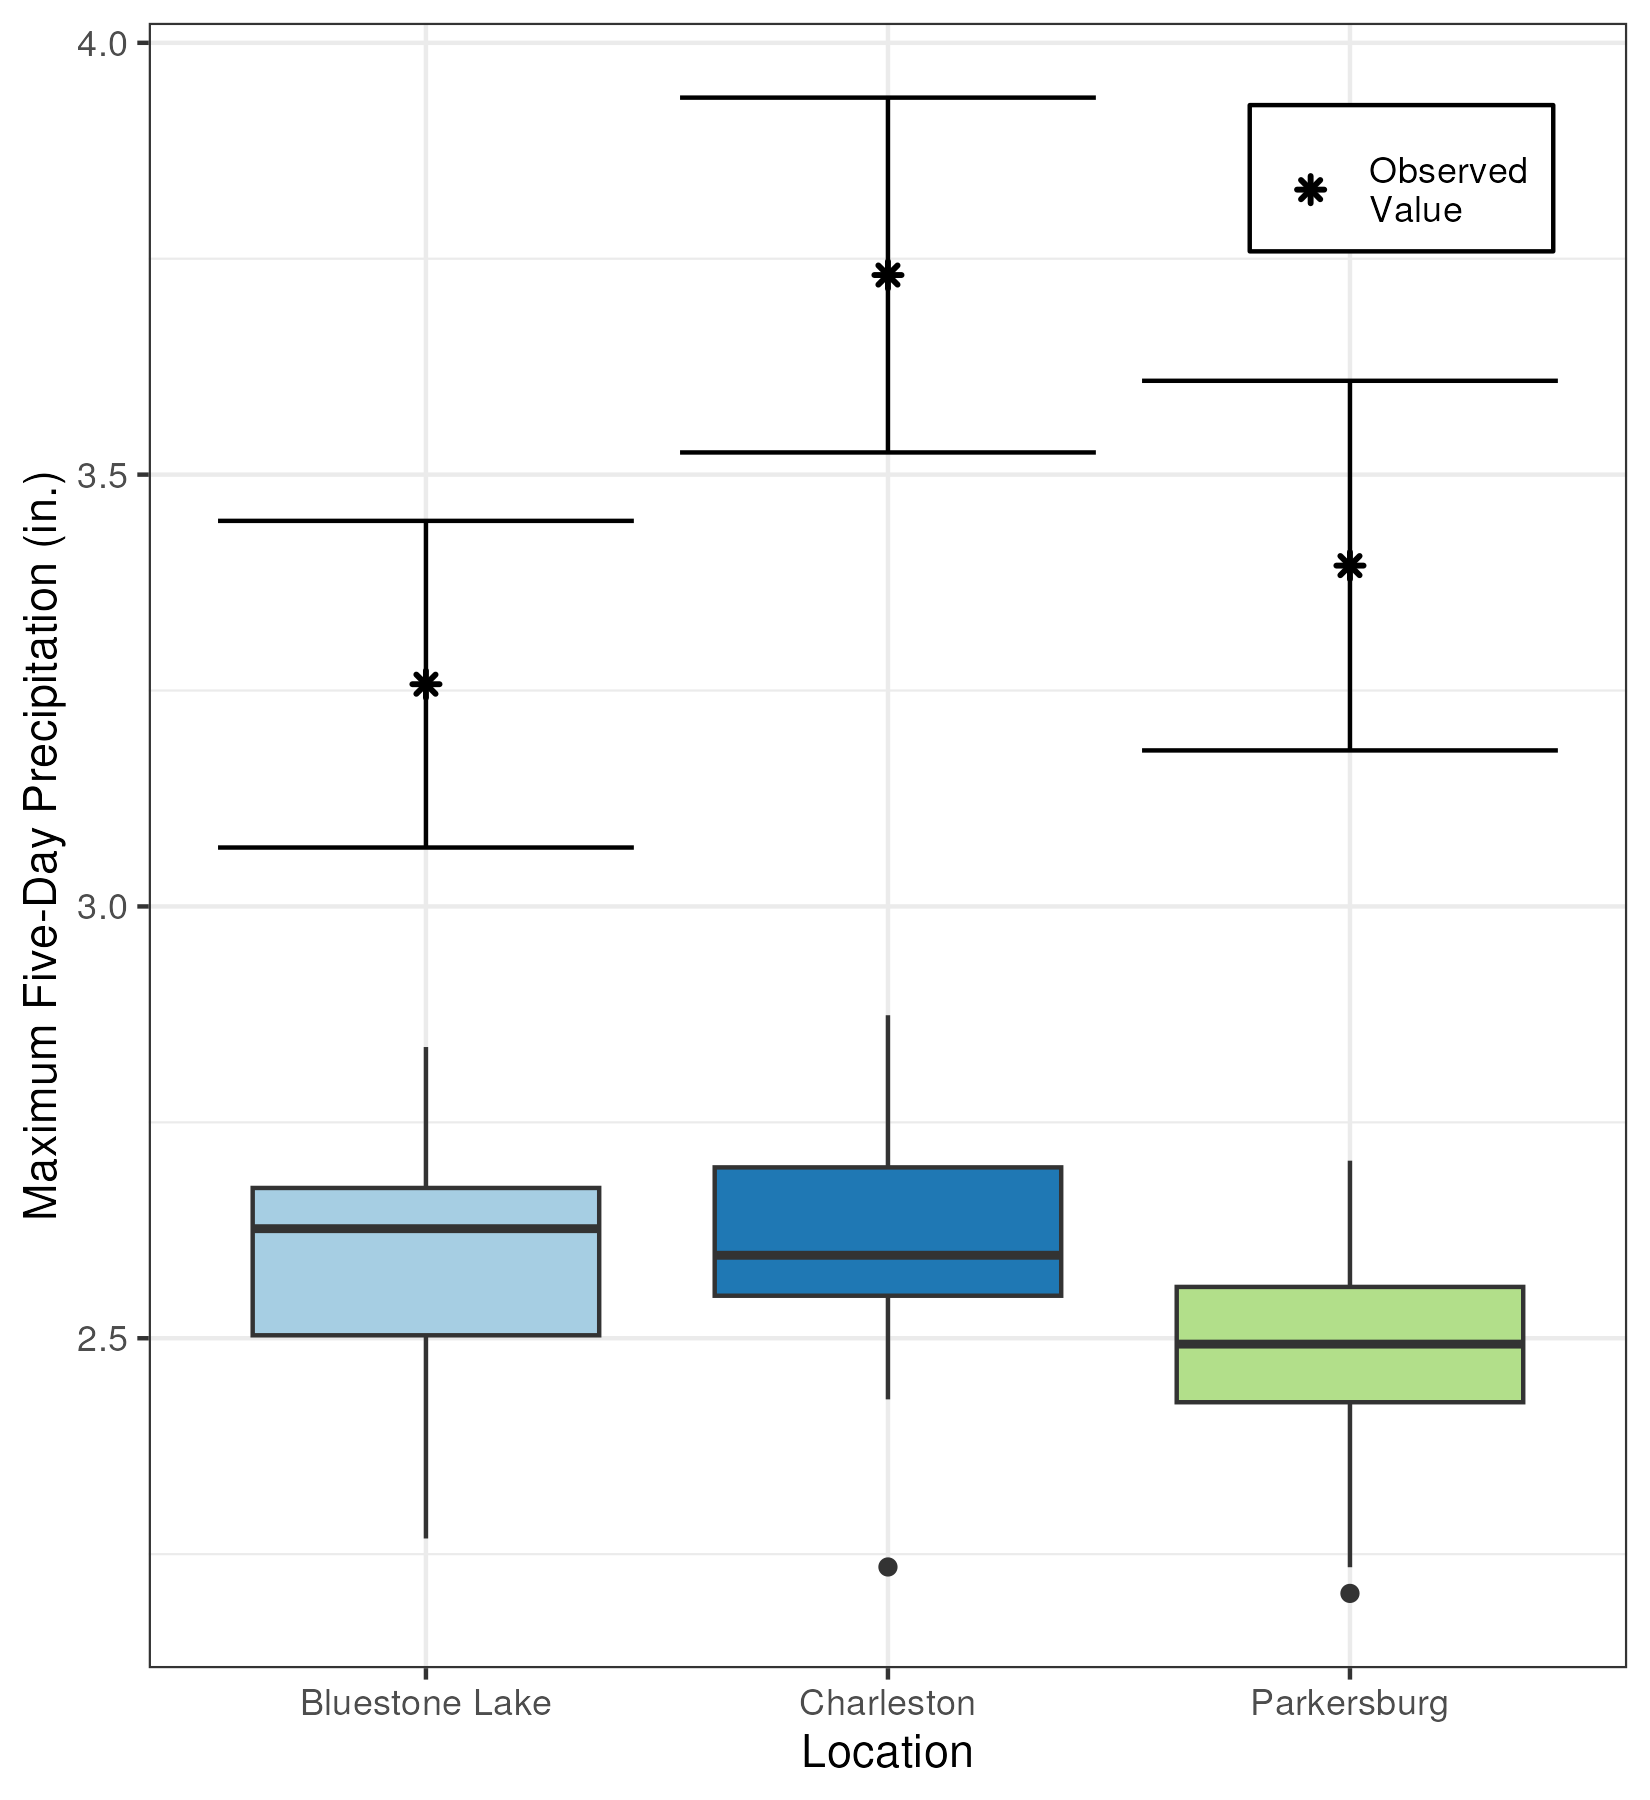 Maximum Five-Day Precipitation (in.)
4.0
3.5
3.0
2.5
Observed
Value
Bluestone Lake
Charleston
Parkersburg
Location